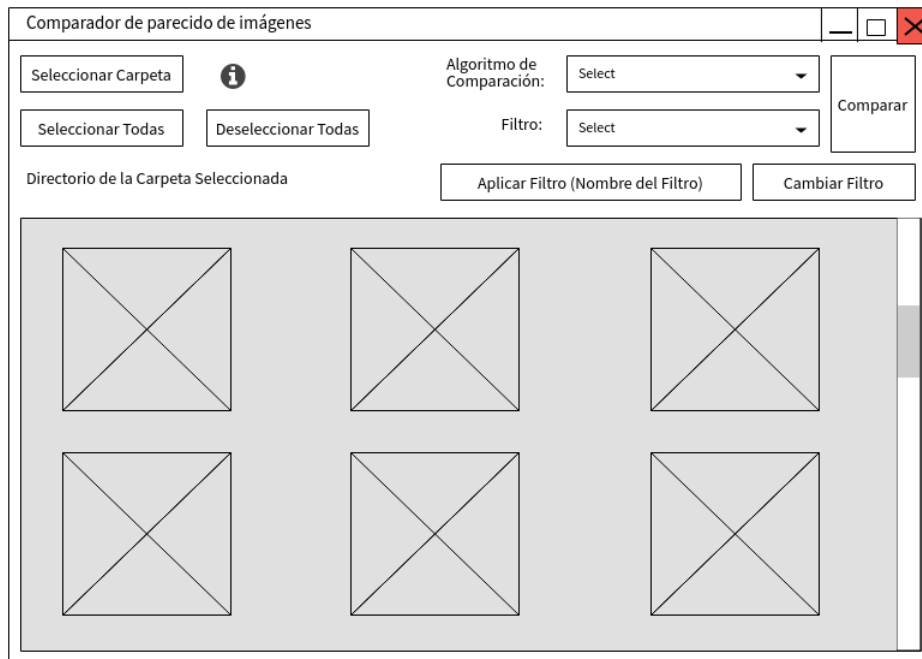 Comparador de parecido de imágenes
Seleccionar Carpeta
Algoritmo de
Comparación:
Select
Comparar
Seleccionar Todas
Deseleccionar Todas
Filtro:
Select
Directorio de la Carpeta Seleccionada
Aplicar Filtro (Nombre del Filtro)
Cambiar Filtro